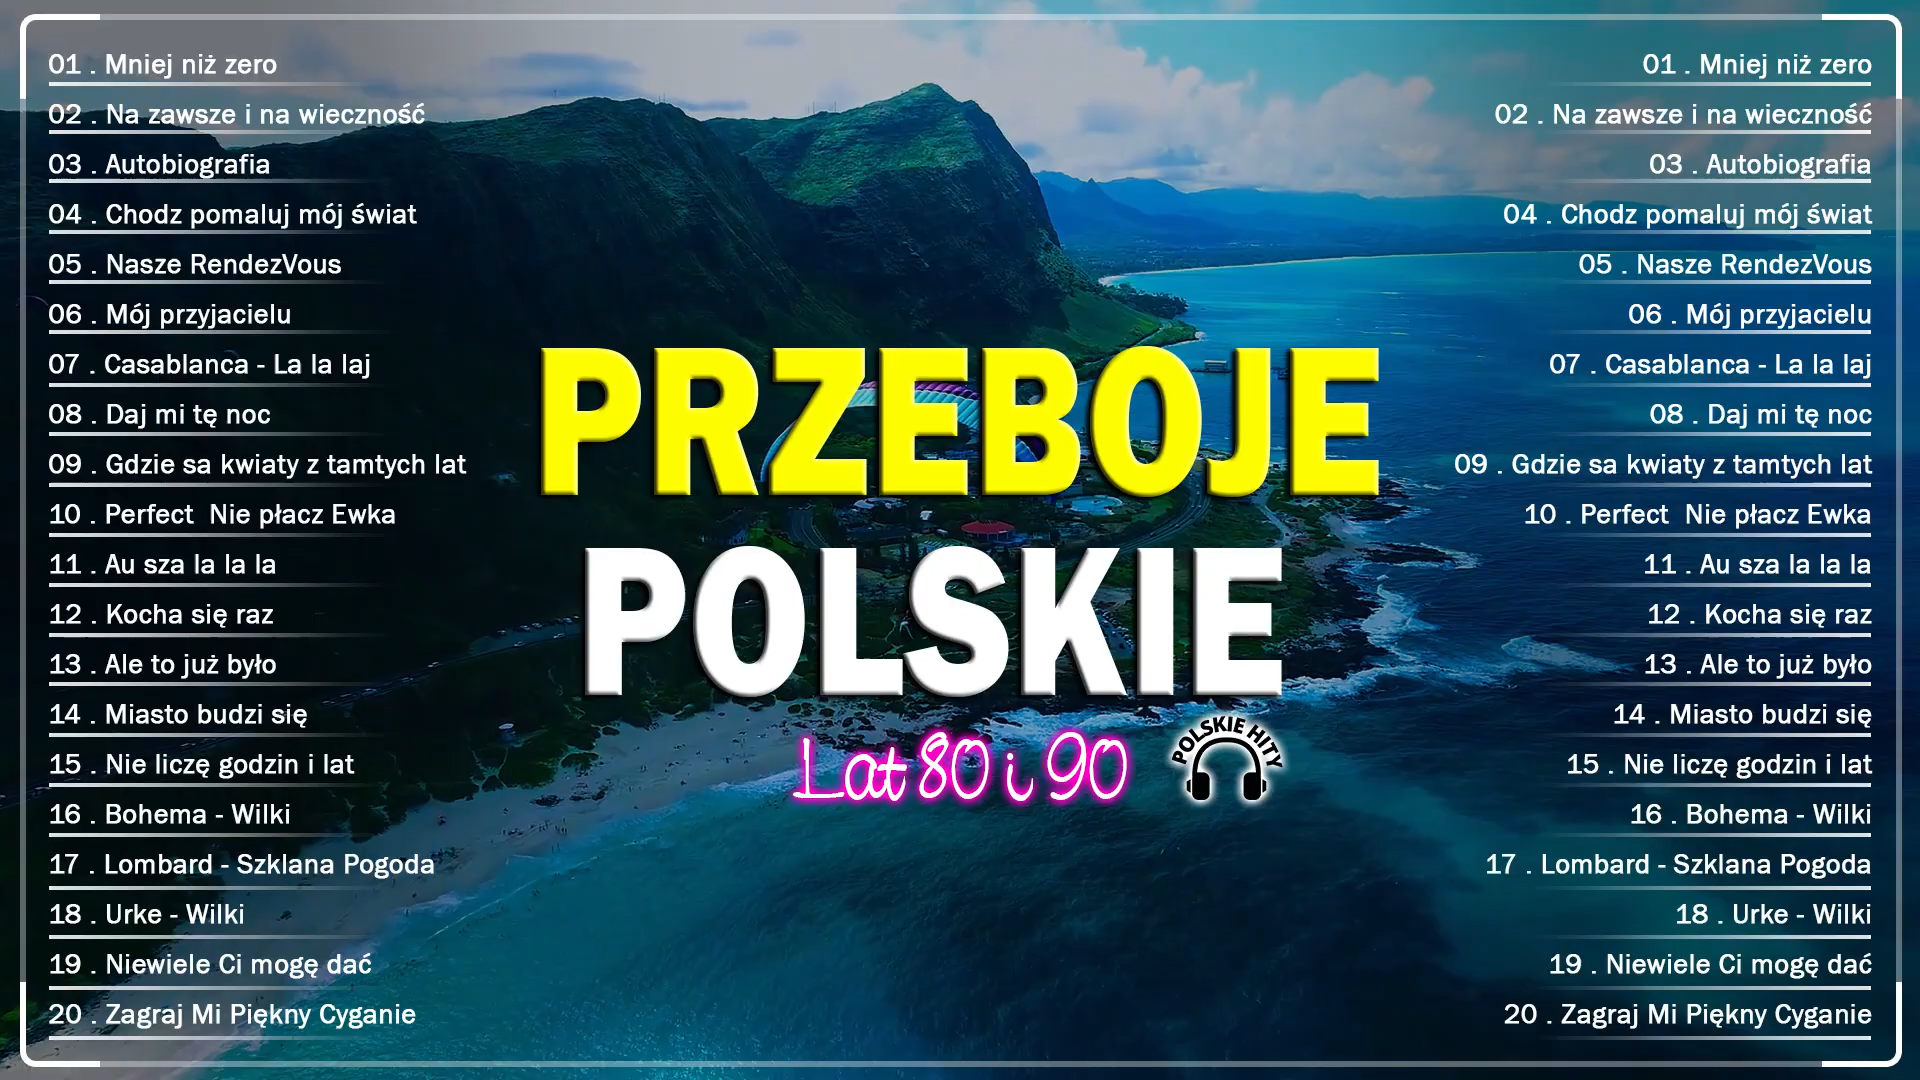 01 . Mniej niż zero
02 . Na zawsze i na wieczność
03 . Autobiografia
04 . Chodz pomaluj mój świat
05 . Nasze RendezVous
06 . Mój przyjacielu
07 . Casablanca - La la laj
08 . Daj mi tę noc
09 . Gdzie sa kwiaty z tamtych lat
10 . Perfect  Nie płacz Ewka
11 . Au sza la la la
12 . Kocha się raz
13 . Ale to już było
14 . Miasto budzi się
15 . Nie liczę godzin i lat
16 . Bohema - Wilki
17 . Lombard - Szklana Pogoda
18 . Urke - Wilki
19 . Niewiele Ci mogę dać
20 . Zagraj Mi Piękny Cyganie
PRZEBOJE
POLSKIE
Lat 80 i 90
POLSKIE HITY
01 . Mniej niż zero
02 . Na zawsze i na wieczność
03 . Autobiografia
04 . Chodz pomaluj mój świat
05 . Nasze RendezVous
06 . Mój przyjacielu
07 . Casablanca - La la laj
08 . Daj mi tę noc
09 . Gdzie sa kwiaty z tamtych lat
10 . Perfect  Nie płacz Ewka
11 . Au sza la la la
12 . Kocha się raz
13 . Ale to już było
14 . Miasto budzi się
15 . Nie liczę godzin i lat
16 . Bohema - Wilki
17 . Lombard - Szklana Pogoda
18 . Urke - Wilki
19 . Niewiele Ci mogę dać
20 . Zagraj Mi Piękny Cyganie